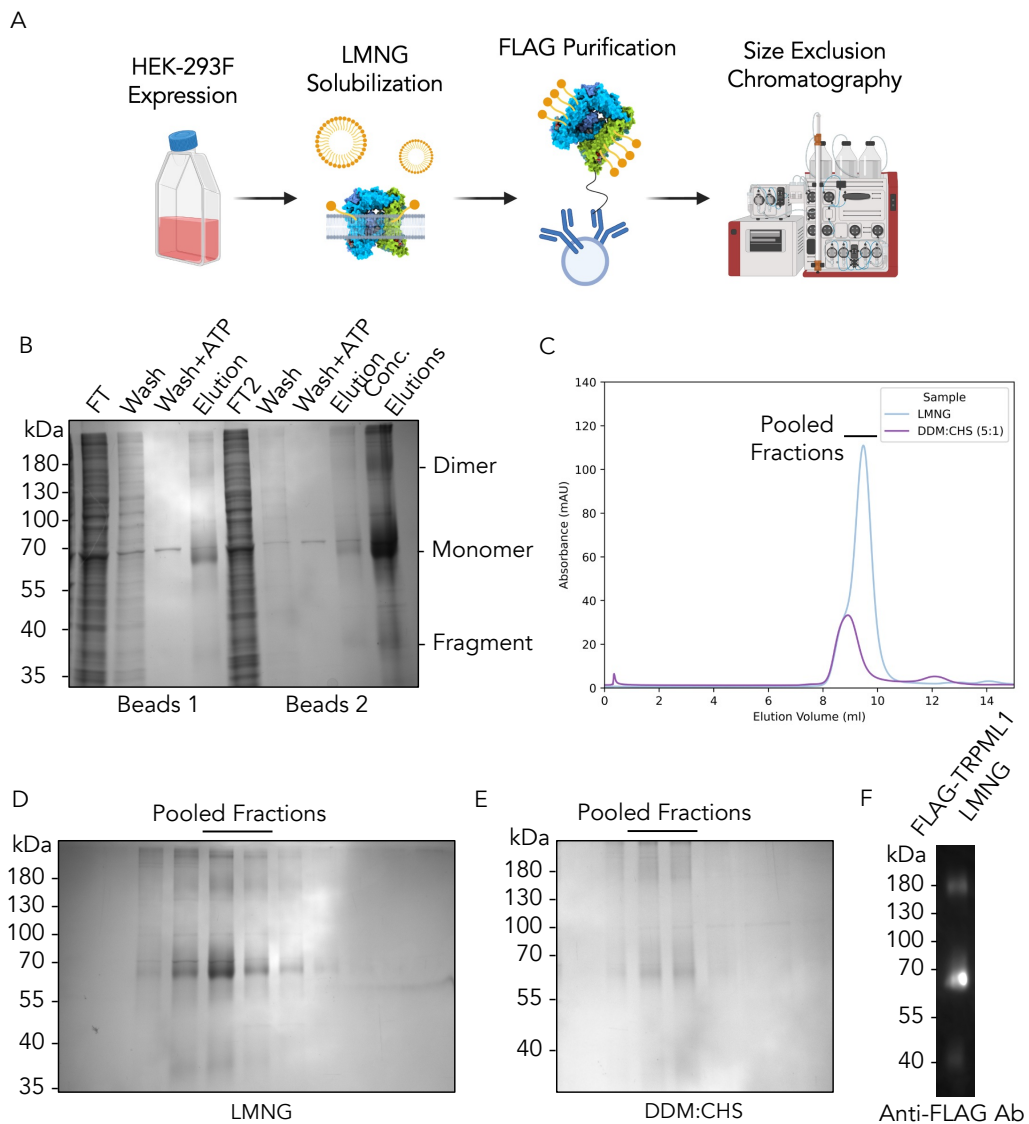 A
HEK-293F
Expression
LMNG
Solubilization
FLAG Purification
Size Exclusion
Chromatography
B
FT
Wash
Wash+ATP
Elution
FT2
Wash
Wash+ATP
Elution
Conc.
Elutions
kDa
180
130
100
70
55
40
35
Dimer
Monomer
Fragment
Beads 1
Beads 2
C
Pooled
Fractions
Sample
LMNG
DDM:CHS (5:1)
Absorbance (mAU)
140
120
100
80
60
40
20
0
0 2 4 6 8 10 12 14
Elution Volume (ml)
D
Pooled Fractions
kDa
180
130
100
70
55
40
35
LMNG
E
Pooled Fractions
kDa
180
130
100
70
55
40
DDM:CHS
F
FLAG-TRPML1
LMNG
kDa
180
130
100
70
55
40
Anti-FLAG Ab